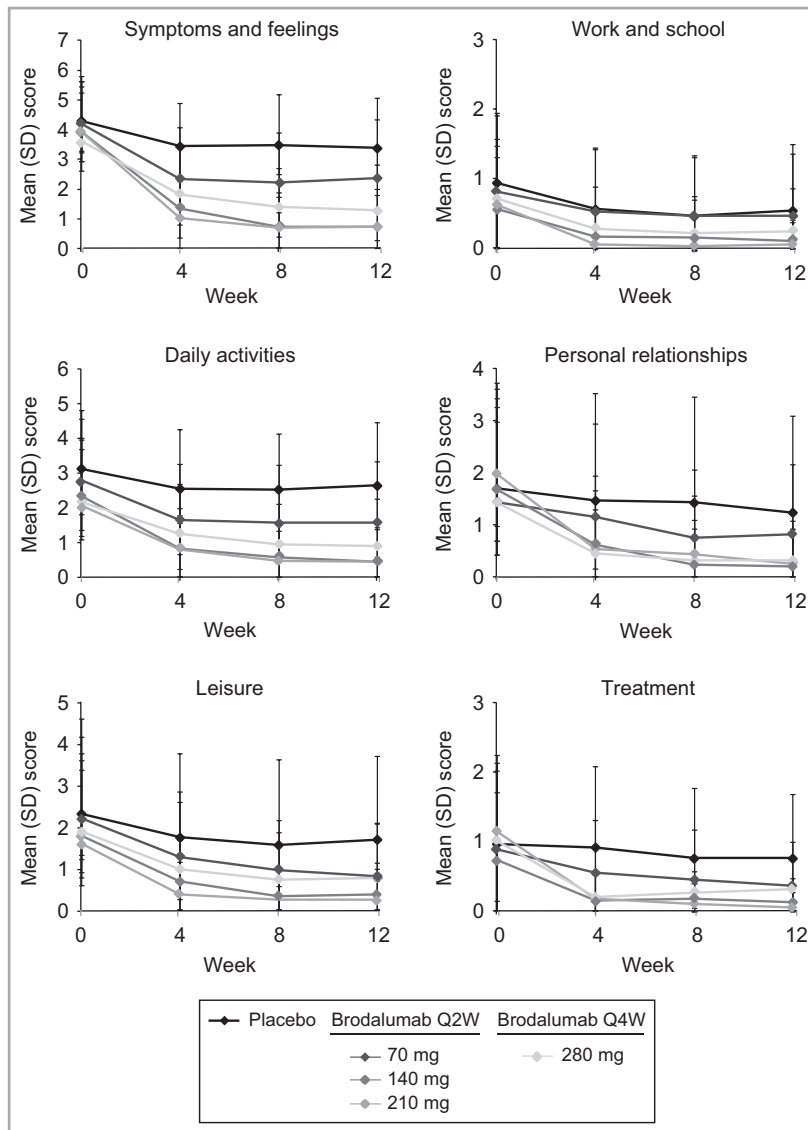 Symptoms and feelings
7
6
5
4
3
2
1
0
Mean (SD) score
0 4 8 12
Week
Work and school
3
2
1
0
Mean (SD) score
0 4 8 12
Week
Daily activities
6
5
4
3
2
1
0
Mean (SD) score
0 4 8 12
Week
Personal relationships
4
3
2
1
0
Mean (SD) score
0 4 8 12
Week
Leisure
5
4
3
2
1
0
Mean (SD) score
0 4 8 12
Week
Treatment
3
2
1
0
Mean (SD) score
0 4 8 12
Week
Placebo Brodalumab Q2W Brodalumab Q4W
70 mg 280 mg
140 mg
210 mg